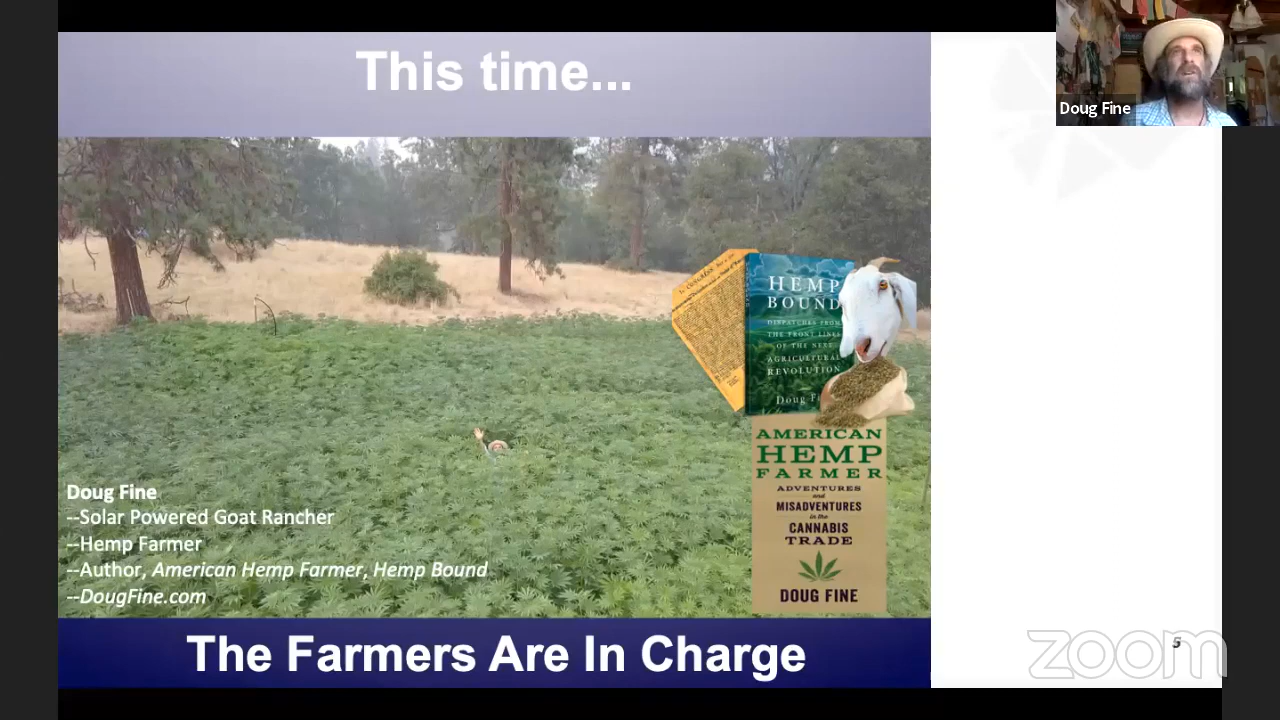 This time...
Doug Fine
HEMP
BOUND
DISPATCHES FROM
THE FRONT LINES
OF THE NEXT
AGRICULTURAL
REVOLUTION
Doug
AMERICAN
HEMP
FARMER
ADVENTURES
and
MISADVENTURES
in the
CANNABIS
TRADE
DOUG FINE
Doug Fine
--Solar Powered Goat Rancher
--Hemp Farmer
--Author, American Hemp Farmer, Hemp Bound
--DougFine.com
The Farmers Are In Charge
5
zoom